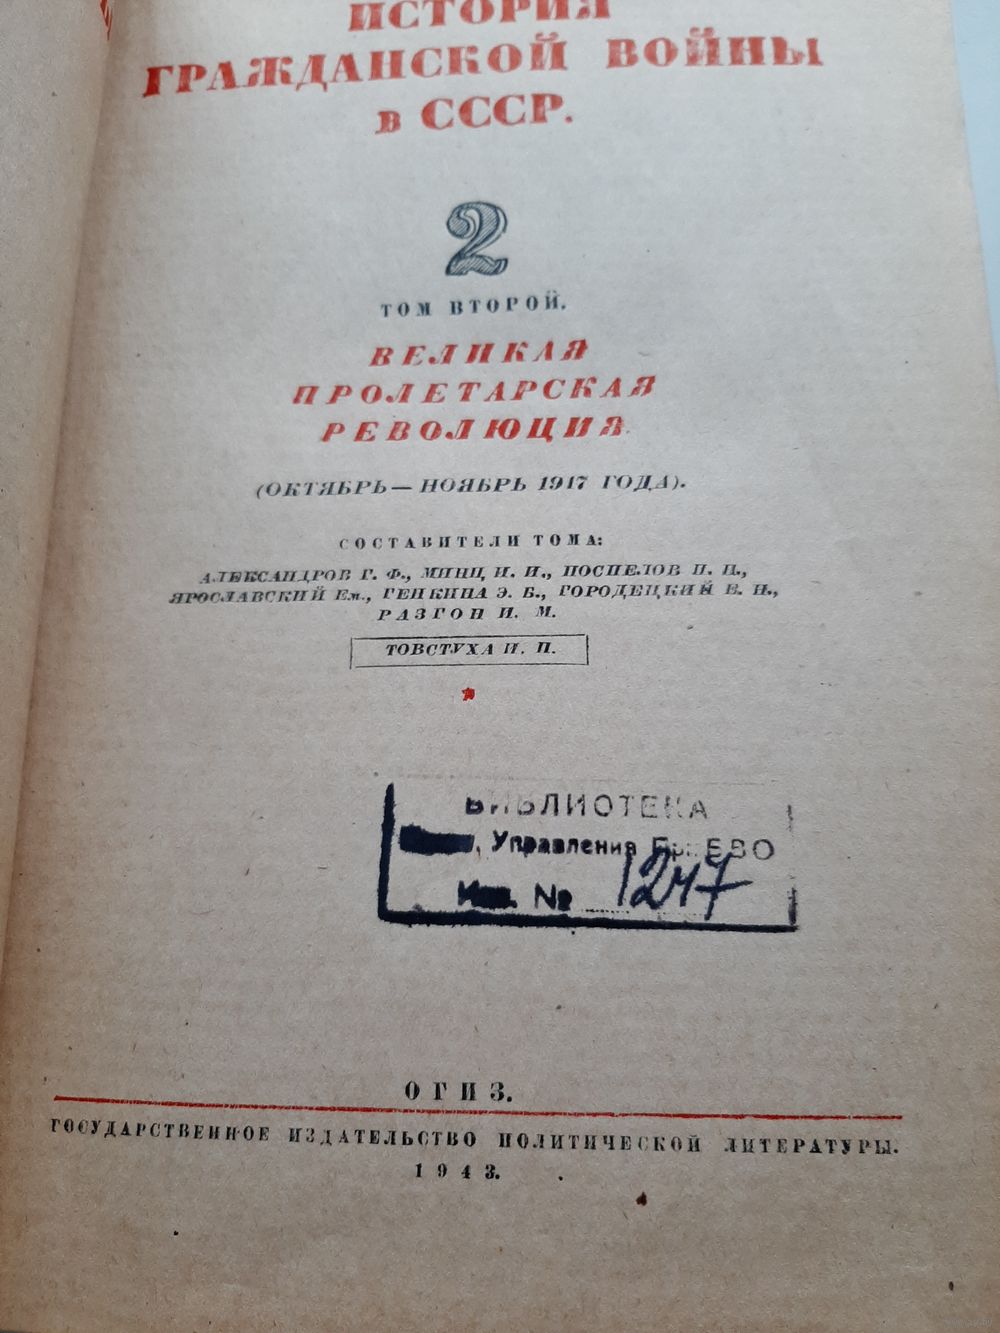 ИСТОРИЯ
ГРАЖДАНСКОЙ ВОЙНЫ
в СССР.
2
ТОМ ВТОРОЙ.
ВЕЛИКАЯ
ПРОЛЕТАРСКАЯ
РЕВОЛЮЦИЯ
(ОКТЯБРЬ — НОЯБРЬ 1917 ГОДА).
СОСТАВИТЕЛИ ТОМА:
АЛЕКСАНДРОВ Г. Ф., МИНЦ И. И., ПОСПЕЛОВ П. Н.,
ЯРОСЛАВСКИЙ Ем., ГЕНКИНА Э. Б., ГОРОДЕЦКИЙ Е. Н.,
РАЗГОН И. М.
ТОВСТУХА И. П.
БИБЛИОТЕКА
Управления
№ 1247
ОГИЗ.
ГОСУДАРСТВЕННОЕ ИЗДАТЕЛЬСТВО ПОЛИТИЧЕСКОЙ ЛИТЕРАТУРЫ.
1943.